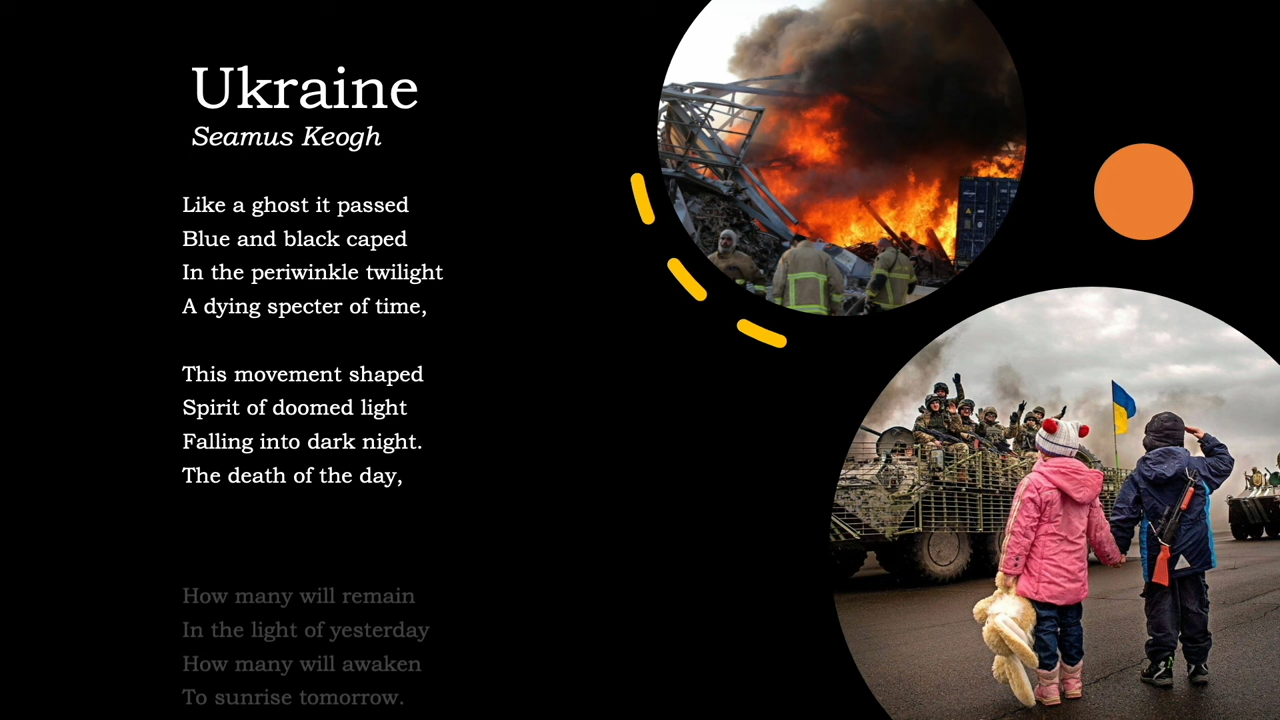 Ukraine
Seamus Keogh
Like a ghost it passed
Blue and black caped
In the periwinkle twilight
A dying specter of time,
This movement shaped
Spirit of doomed light
Falling into dark night.
The death of the day,
How many will remain
In the light of yesterday
How many will awaken
To sunrise tomorrow.